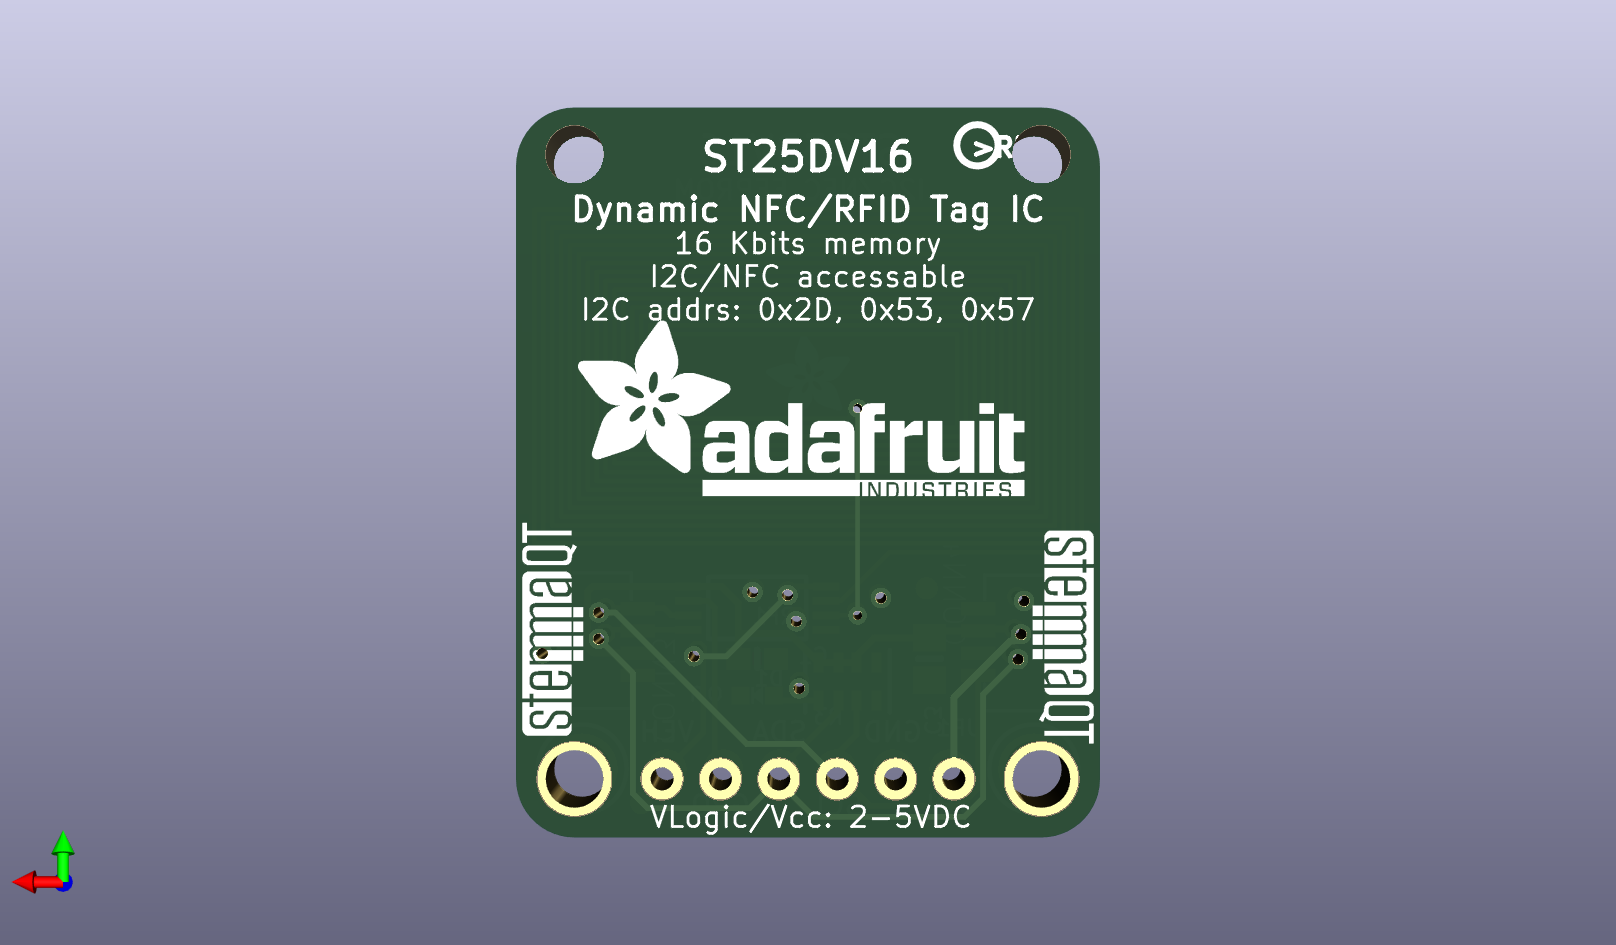 ST25DV16
Dynamic NFC/RFID Tag IC
16 Kbits memory
I2C/NFC accessable
I2C addrs: 0x2D, 0x53, 0x57
adafruit
INDUSTRIES
stemmaQT
stemmaQT
VLogic/Vcc: 2-5VDC